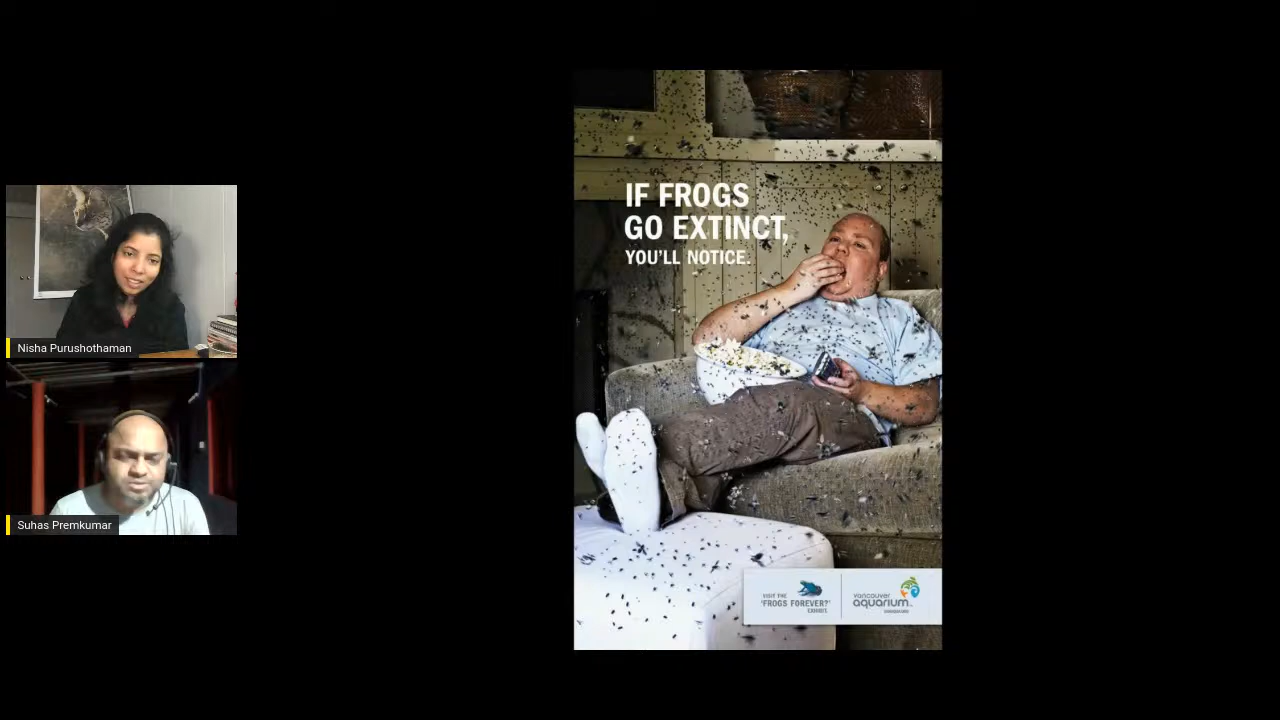 IF FROGS
GO EXTINCT,
YOU'LL NOTICE.
Nisha Purushothaman
Suhas Premkumar
VISIT THE
'FROGS FOREVER?'
EXHIBIT.
vancouver
aquarium